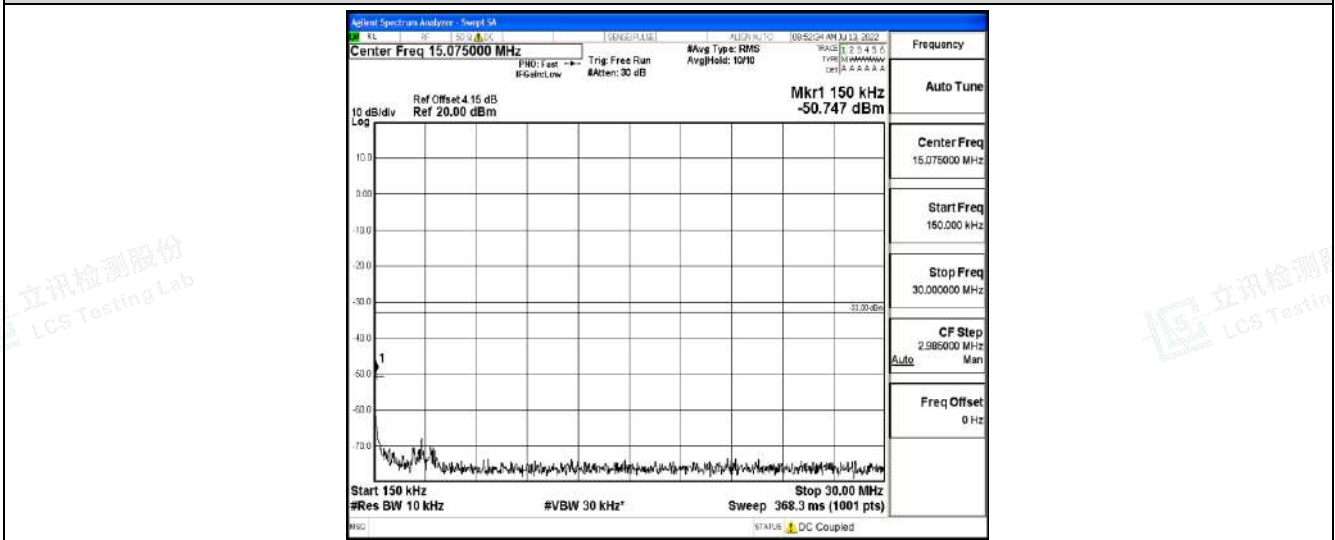 Agilent Spectrum Analyzer - Swept SA
RL RF 50 Ω DC SENSE:PULSE ALIGN AUTO 08:52:34 AM Jul 13, 2022
Center Freq 15.075000 MHz
PNO: Fast
IFGain:Low
Trig: Free Run
#Atten: 30 dB
#Avg Type: RMS
Avg|Hold: 10/10
TRACE 1 2 3 4 5 6
TYPE M
DET A A A A A A
Mkr1 150 kHz
-50.747 dBm
Ref Offset 4.15 dB
10 dB/div Ref 20.00 dBm
Log
10.0
0.00
-10.0
-20.0
-30.0
-33.00 dBm
-40.0
1
-50.0
-60.0
-70.0
Start 150 kHz Stop 30.00 MHz
#Res BW 10 kHz #VBW 30 kHz* Sweep 368.3 ms (1001 pts)
MSG STATUS DC Coupled
Frequency
Auto Tune
Center Freq
15.075000 MHz
Start Freq
150.000 kHz
Stop Freq
30.000000 MHz
CF Step
2.985000 MHz
Auto Man
Freq Offset
0 Hz
立讯检测股份
LCS Testing Lab
立讯检测
LCS Testin